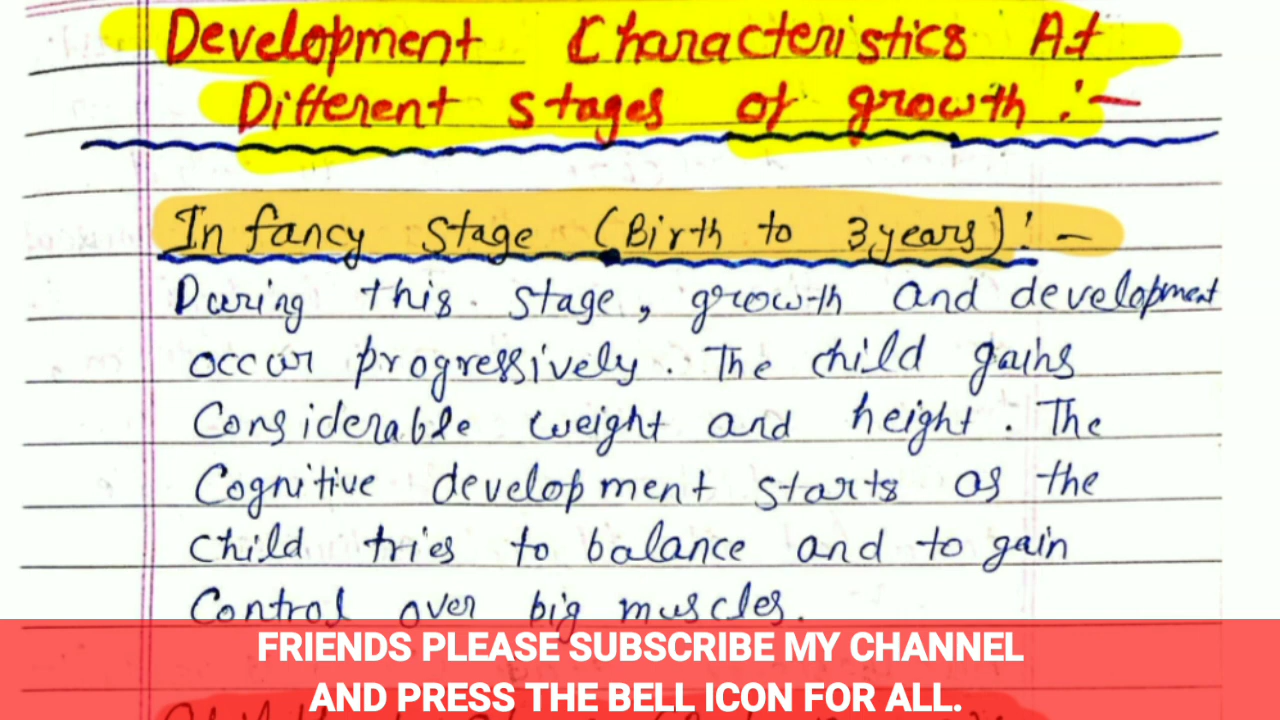 Development Characteristics At
Different stages of growth :-
Infancy Stage (Birth to 3 years) :-
During this stage, growth and development
occur progressively. The child gains
Considerable weight and height. The
Cognitive development starts as the
child tries to balance and to gain
Control over big muscles.
FRIENDS PLEASE SUBSCRIBE MY CHANNEL
AND PRESS THE BELL ICON FOR ALL.